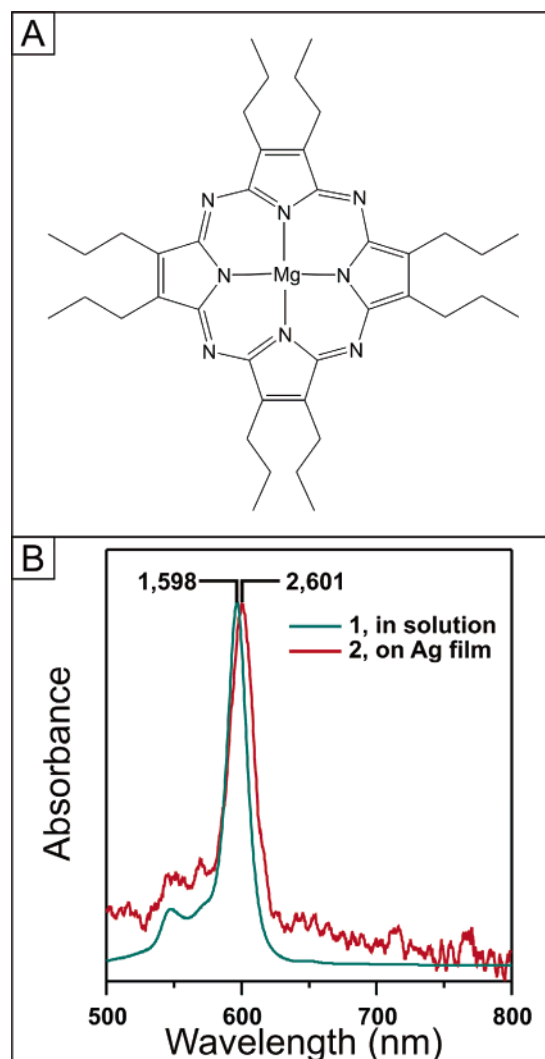 A
N
N
N
N
Mg
N
N
N
N
B
1,598
2,601
1, in solution
2, on Ag film
Absorbance
500
600
700
800
Wavelength (nm)